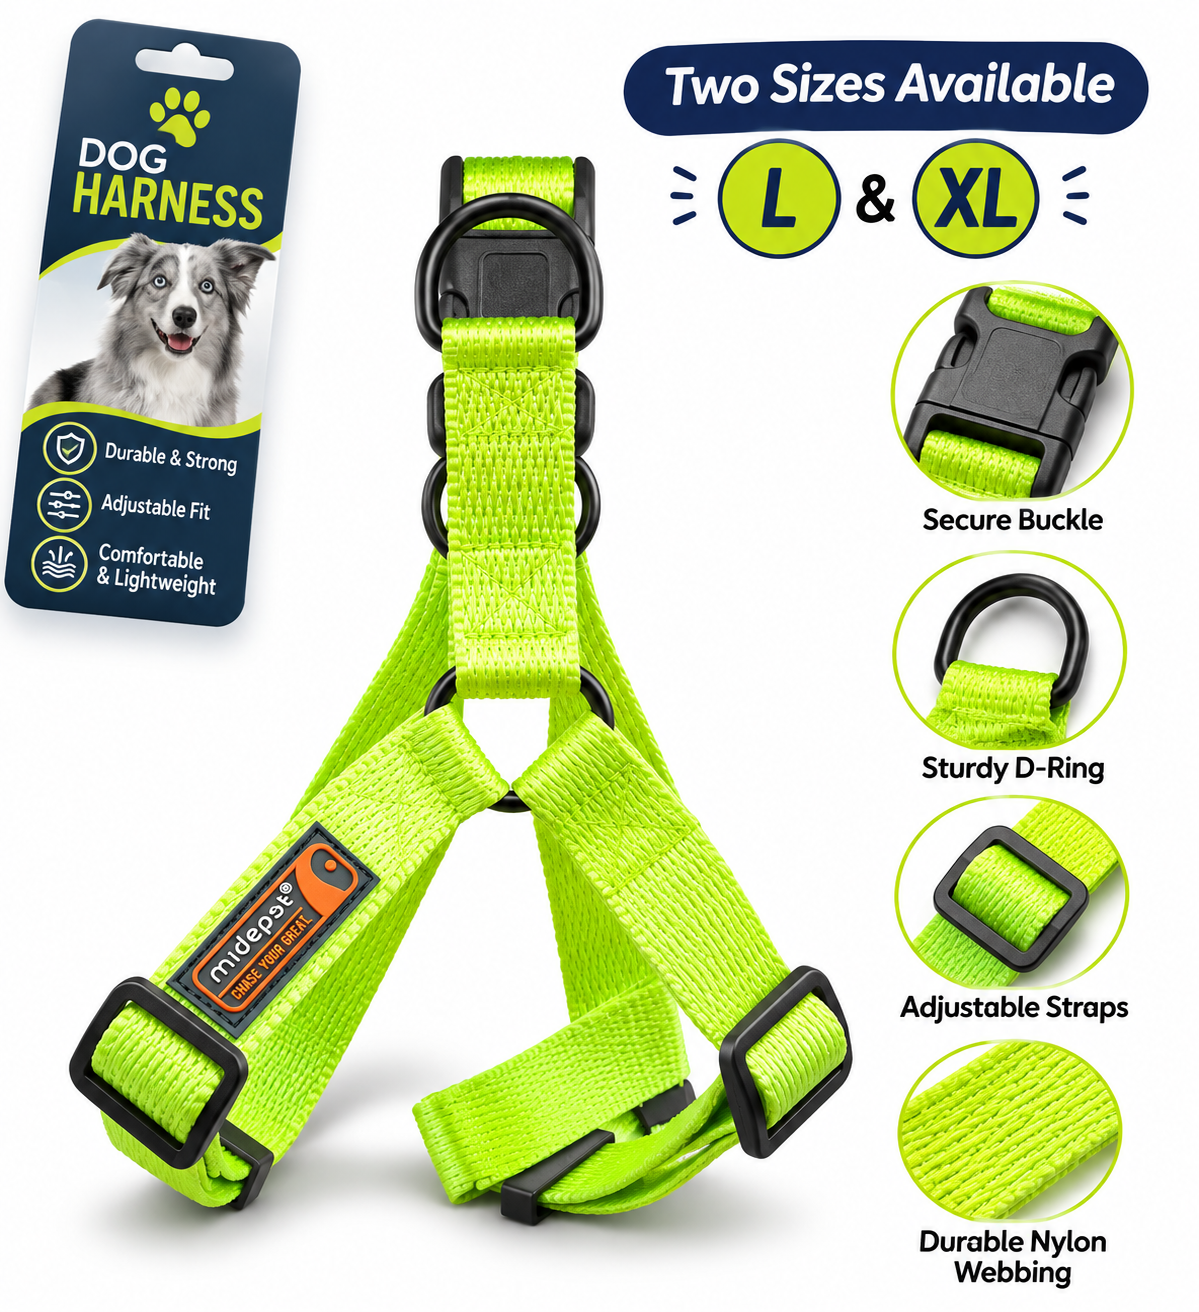 DOG
HARNESS
Durable & Strong
Adjustable Fit
Comfortable
& Lightweight
Two Sizes Available
L & XL
Secure Buckle
Sturdy D-Ring
Adjustable Straps
Durable Nylon
Webbing
midepet®
CHASE YOUR GREAT